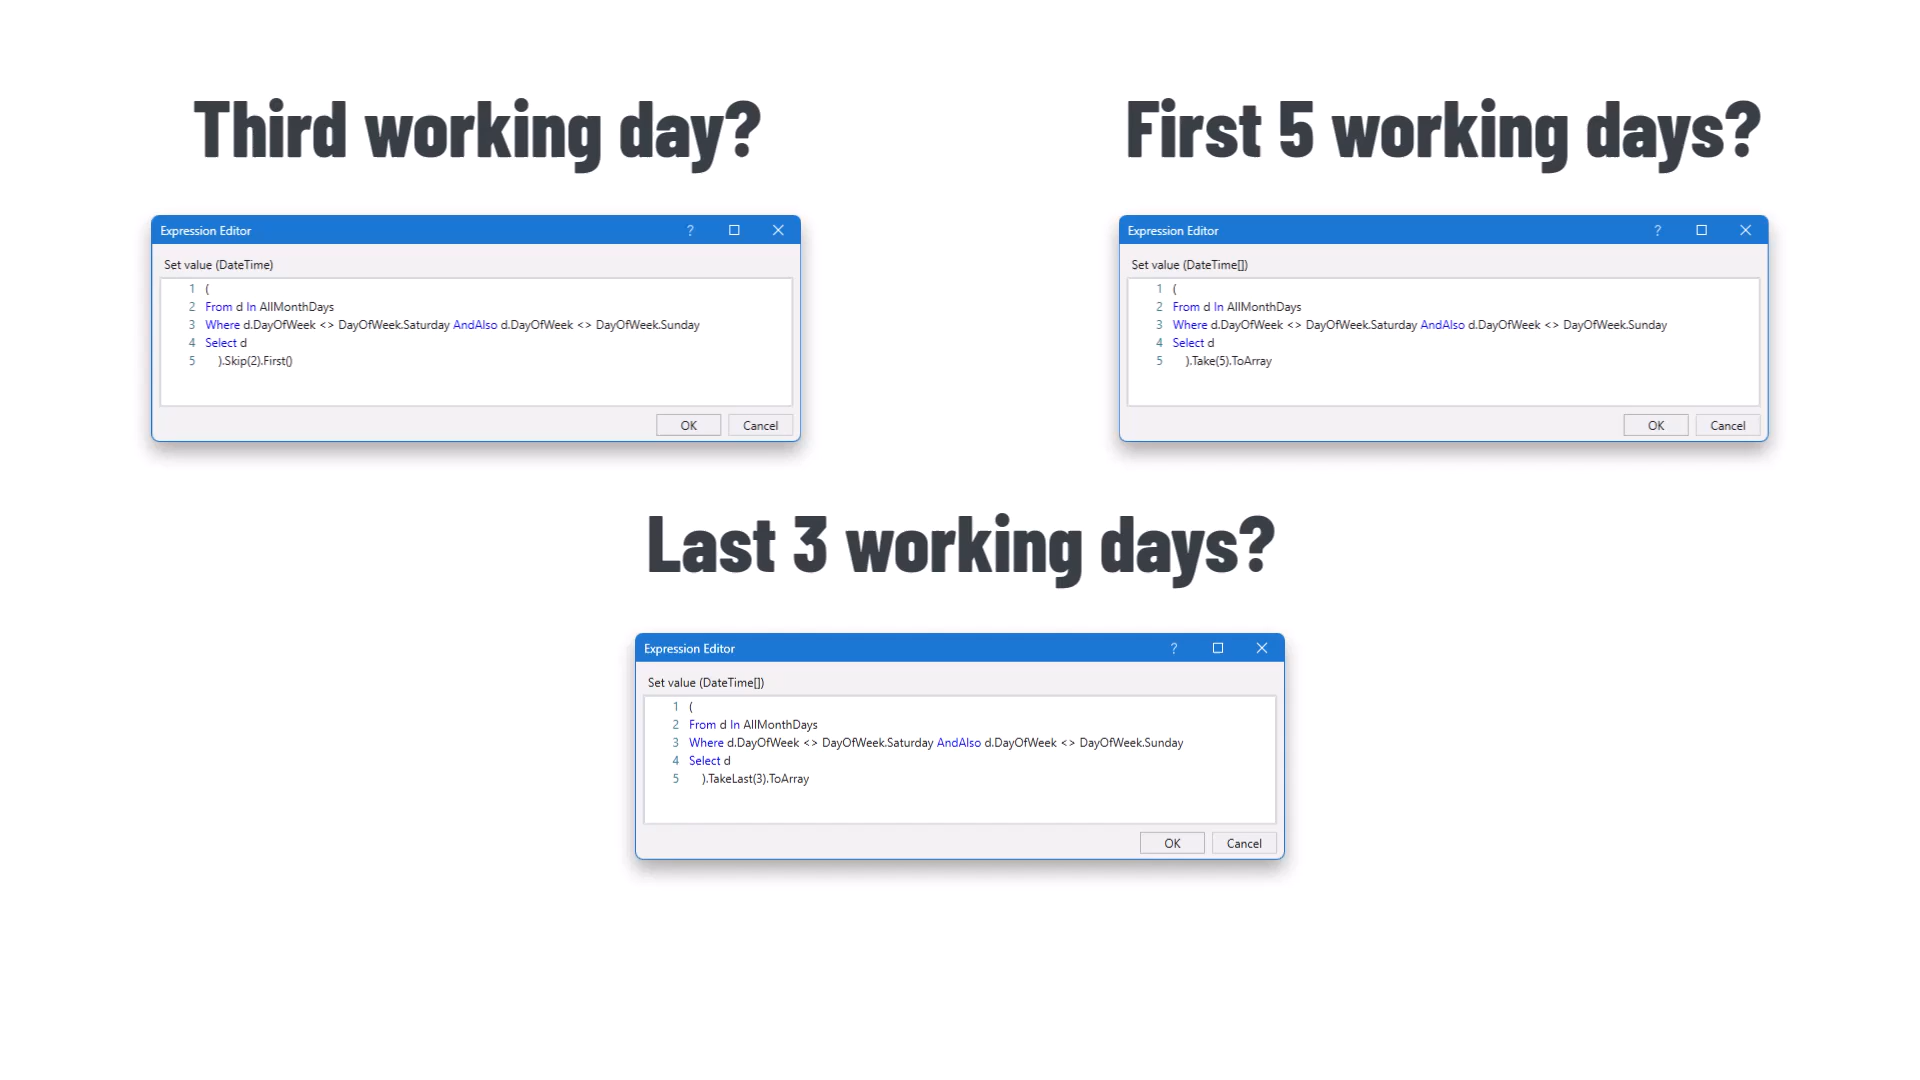 Third working day?
Expression Editor
?
Set value (DateTime)
1 (
2 From d In AllMonthDays
3 Where d.DayOfWeek <> DayOfWeek.Saturday AndAlso d.DayOfWeek <> DayOfWeek.Sunday
4 Select d
5 ).Skip(2).First()
OK Cancel
First 5 working days?
Expression Editor
?
Set value (DateTime[])
1 (
2 From d In AllMonthDays
3 Where d.DayOfWeek <> DayOfWeek.Saturday AndAlso d.DayOfWeek <> DayOfWeek.Sunday
4 Select d
5 ).Take(5).ToArray
OK Cancel
Last 3 working days?
Expression Editor
?
Set value (DateTime[])
1 (
2 From d In AllMonthDays
3 Where d.DayOfWeek <> DayOfWeek.Saturday AndAlso d.DayOfWeek <> DayOfWeek.Sunday
4 Select d
5 ).TakeLast(3).ToArray
OK Cancel